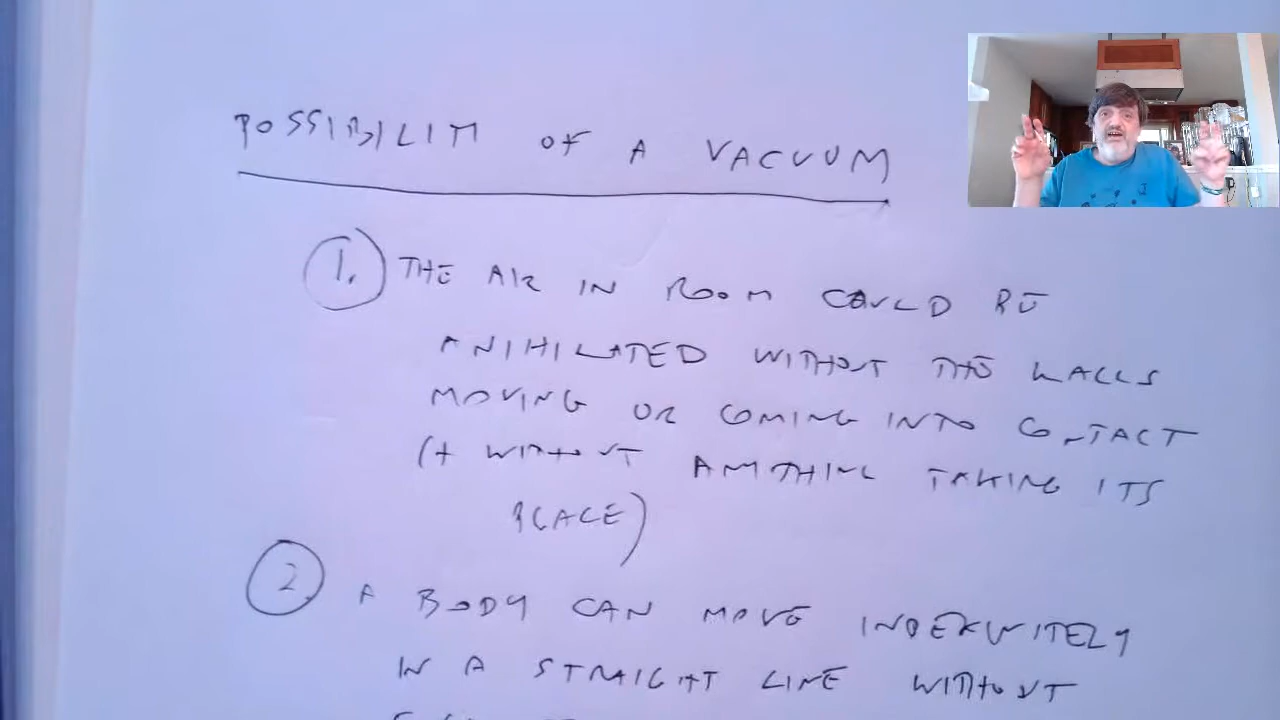 POSSIBILITY OF A VACUUM
1. THE AIR IN ROOM COULD BE
ANIHILATED WITHOUT THE WALLS
MOVING OR COMING INTO CONTACT
(+ WITHOUT ANYTHING TAKING ITS
PLACE)
2. A BODY CAN MOVE INDEFINITELY
IN A STRAIGHT LINE WITHOUT